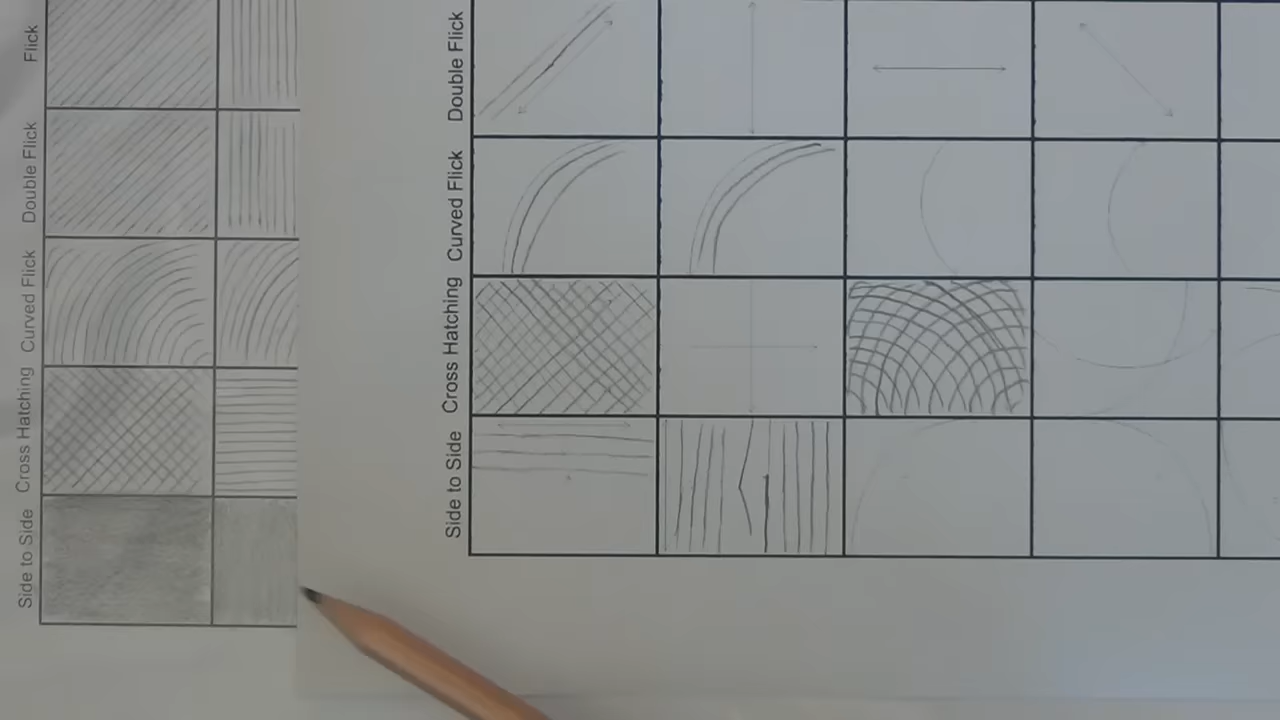 Flick
Double Flick
Curved Flick
Cross Hatching
Side to Side
Double Flick
Curved Flick
Cross Hatching
Side to Side